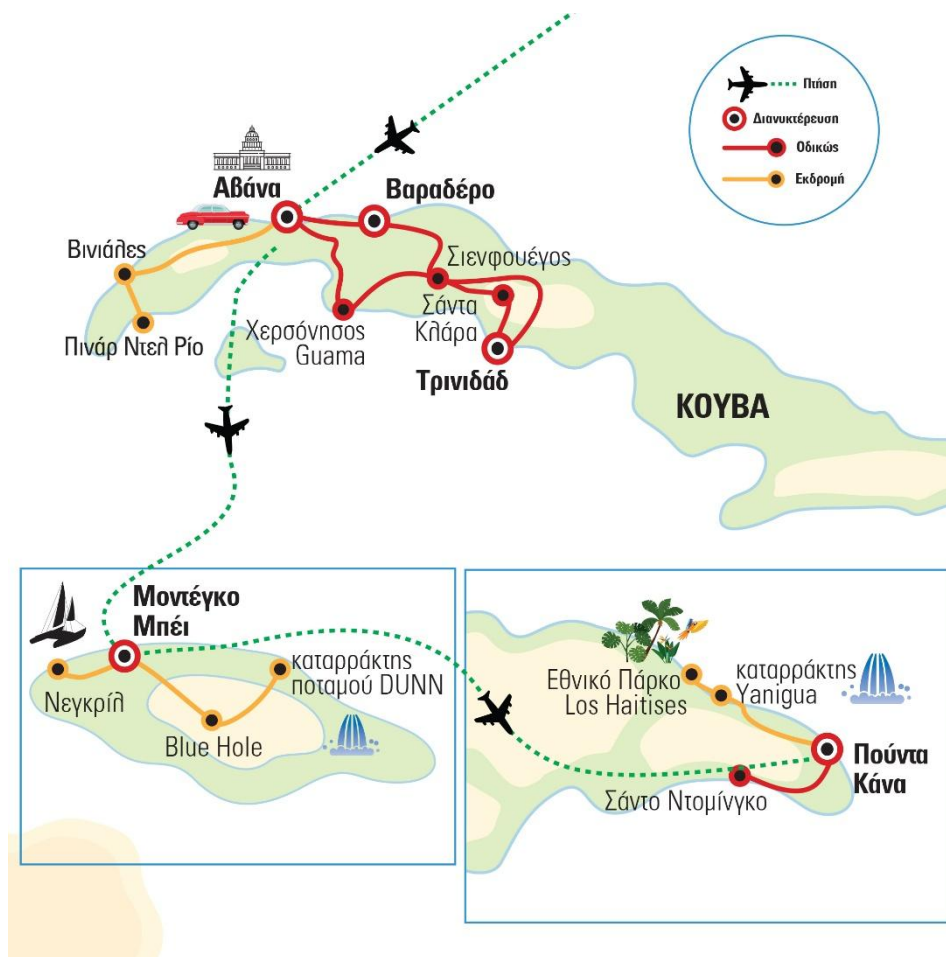 Πτήση
Διανυκτέρευση
Οδικώς
Εκδρομή
Αβάνα
Βαραδέρο
Βινιάλες
Σιενφουέγος
Σάντα
Κλάρα
Χερσόνησος
Guama
Πινάρ Ντελ Ρίο
Τρινιδάδ
ΚΟΥΒΑ
Μοντέγκο
Μπέι
καταρράκτης
ποταμού DUNN
Νεγκρίλ
Blue Hole
Εθνικό Πάρκο
Los Haitises
καταρράκτης
Yanigua
Πούντα
Κάνα
Σάντο Ντομίνγκο